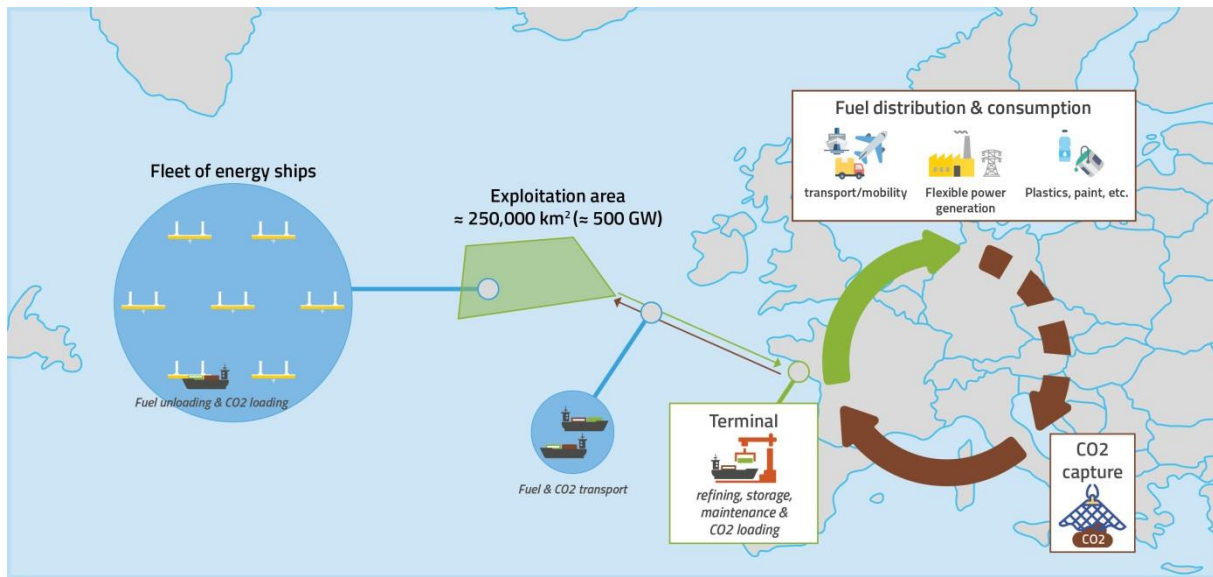 Fleet of energy ships
Fuel unloading & CO2 loading
Exploitation area
≈ 250,000 km² (≈ 500 GW)
Fuel & CO2 transport
Terminal
refining, storage,
maintenance &
CO2 loading
Fuel distribution & consumption
transport/mobility
Flexible power
generation
Plastics, paint, etc.
CO2
capture
CO2